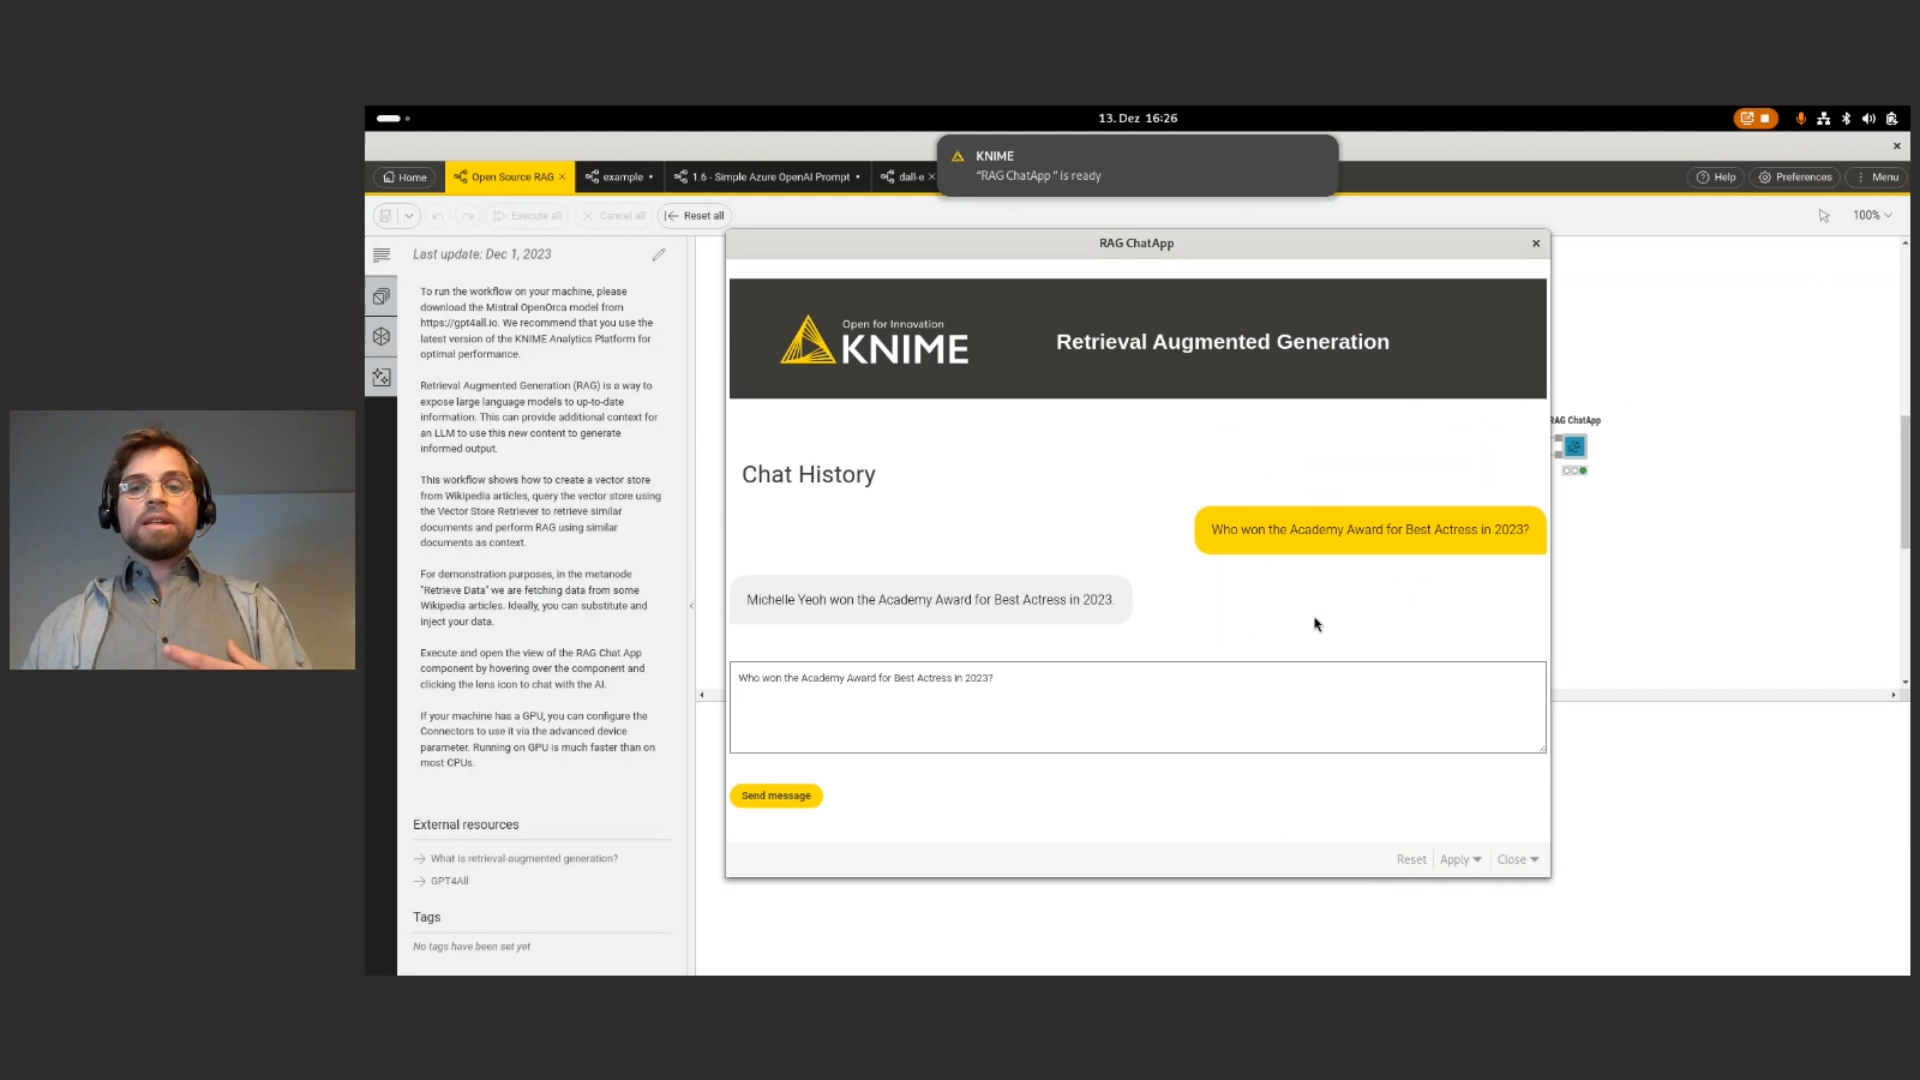 13. Dez 16:26
KNIME
"RAG ChatApp " is ready
Home
Open Source RAG
example
1.6 - Simple Azure OpenAI Prompt
dall-e
Help
Preferences
Menu
Execute all
Cancel all
Reset all
100%
Last update: Dec 1, 2023
To run the workflow on your machine, please
download the Mistral OpenOrca model from
https://gpt4all.io. We recommend that you use the
latest version of the KNIME Analytics Platform for
optimal performance.
Retrieval Augmented Generation (RAG) is a way to
expose large language models to up-to-date
information. This can provide additional context for
an LLM to use this new content to generate
informed output.
This workflow shows how to create a vector store
from Wikipedia articles, query the vector store using
the Vector Store Retriever to retrieve similar
documents and perform RAG using similar
documents as context.
For demonstration purposes, in the metanode
"Retrieve Data" we are fetching data from some
Wikipedia articles. Ideally, you can substitute and
inject your data.
Execute and open the view of the RAG Chat App
component by hovering over the component and
clicking the lens icon to chat with the AI.
If your machine has a GPU, you can configure the
Connectors to use it via the advanced device
parameter. Running on GPU is much faster than on
most CPUs.
External resources
What is retrieval-augmented generation?
GPT4All
Tags
No tags have been set yet
RAG ChatApp
Open for Innovation
KNIME
Retrieval Augmented Generation
Chat History
Who won the Academy Award for Best Actress in 2023?
Michelle Yeoh won the Academy Award for Best Actress in 2023.
Who won the Academy Award for Best Actress in 2023?
Send message
Reset
Apply
Close
RAG ChatApp